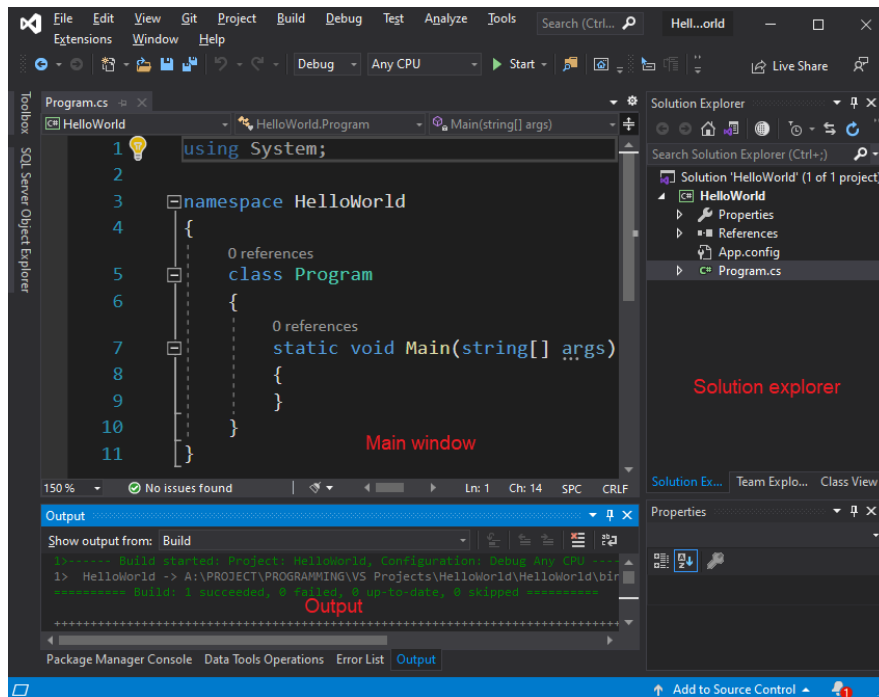 File Edit View Git Project Build Debug Test Analyze Tools Search (Ctrl... Hell...orld
Extensions Window Help
Debug Any CPU Start Live Share
Toolbox
SQL Server Object Explorer
Program.cs
HelloWorld HelloWorld.Program Main(string[] args)
1 using System;
2
3 namespace HelloWorld
4 {
0 references
5 class Program
6 {
0 references
7 static void Main(string[] args)
8 {
9 }
10 }
11 }
Main window
150 % No issues found Ln: 1 Ch: 14 SPC CRLF
Output
Show output from: Build
1>------ Build started: Project: HelloWorld, Configuration: Debug Any CPU ---
1> HelloWorld -> A:\PROJECT\PROGRAMMING\VS Projects\HelloWorld\HelloWorld\bin
========== Build: 1 succeeded, 0 failed, 0 up-to-date, 0 skipped ==========
Output
Package Manager Console Data Tools Operations Error List Output
Solution Explorer
Search Solution Explorer (Ctrl+;)
Solution 'HelloWorld' (1 of 1 project)
C# HelloWorld
Properties
References
App.config
C# Program.cs
Solution explorer
Solution Ex... Team Explo... Class View
Properties
Add to Source Control 1